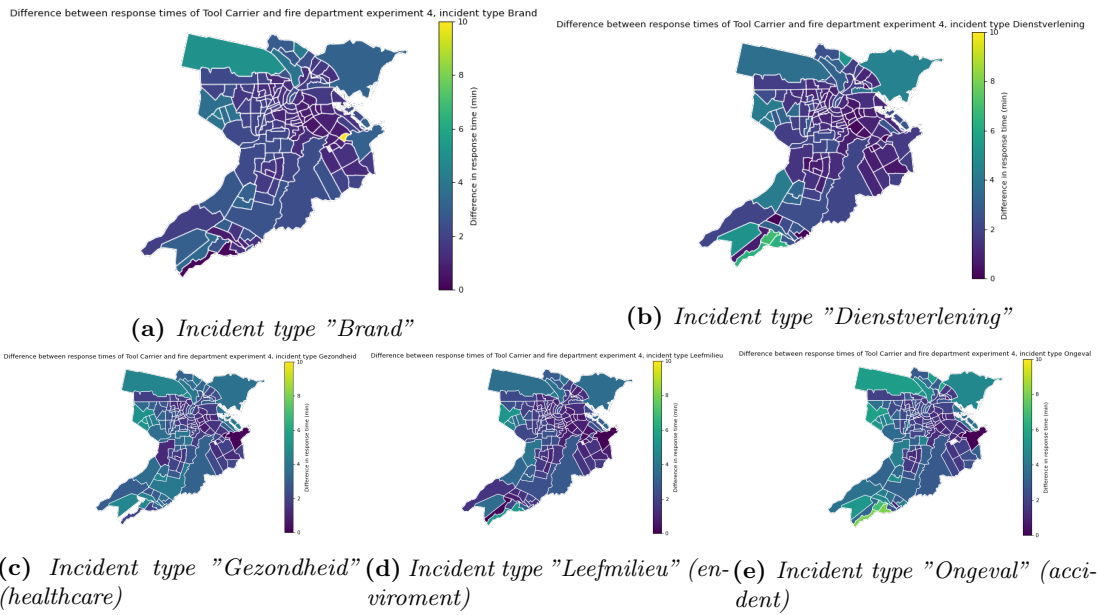 Difference between response times of Tool Carrier and fire department experiment 4, incident type Brand
10
8
6
4
2
0
Difference in response time (min)
(a) Incident type "Brand"
Difference between response times of Tool Carrier and fire department experiment 4, incident type Dienstverlening
10
8
6
4
2
0
Difference in response time (min)
(b) Incident type "Dienstverlening"
Difference between response times of Tool Carrier and fire department experiment 4, incident type Gezondheid
10
8
6
4
2
0
Difference in response time (min)
(c) Incident type "Gezondheid"
(healthcare)
Difference between response times of Tool Carrier and fire department experiment 4, incident type Leefmilieu
10
8
6
4
2
0
Difference in response time (min)
(d) Incident type "Leefmilieu" (en-
viroment)
Difference between response times of Tool Carrier and fire department experiment 4, incident type Ongeval
10
8
6
4
2
0
Difference in response time (min)
(e) Incident type "Ongeval" (acci-
dent)